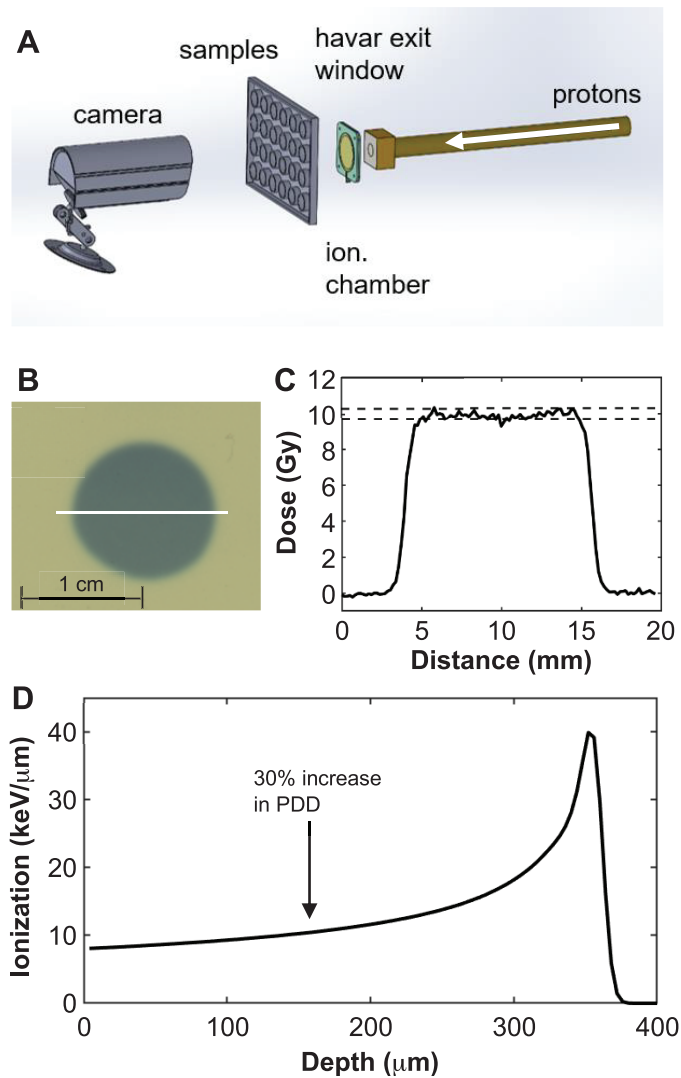 A
samples
havar exit
window
camera
protons
ion.
chamber
B
1 cm
C
12
10
8
6
4
2
0
Dose (Gy)
0
5
10
15
20
Distance (mm)
D
40
30
20
10
0
Ionization (keV/μm)
30% increase
in PDD
0
100
200
300
400
Depth (μm)